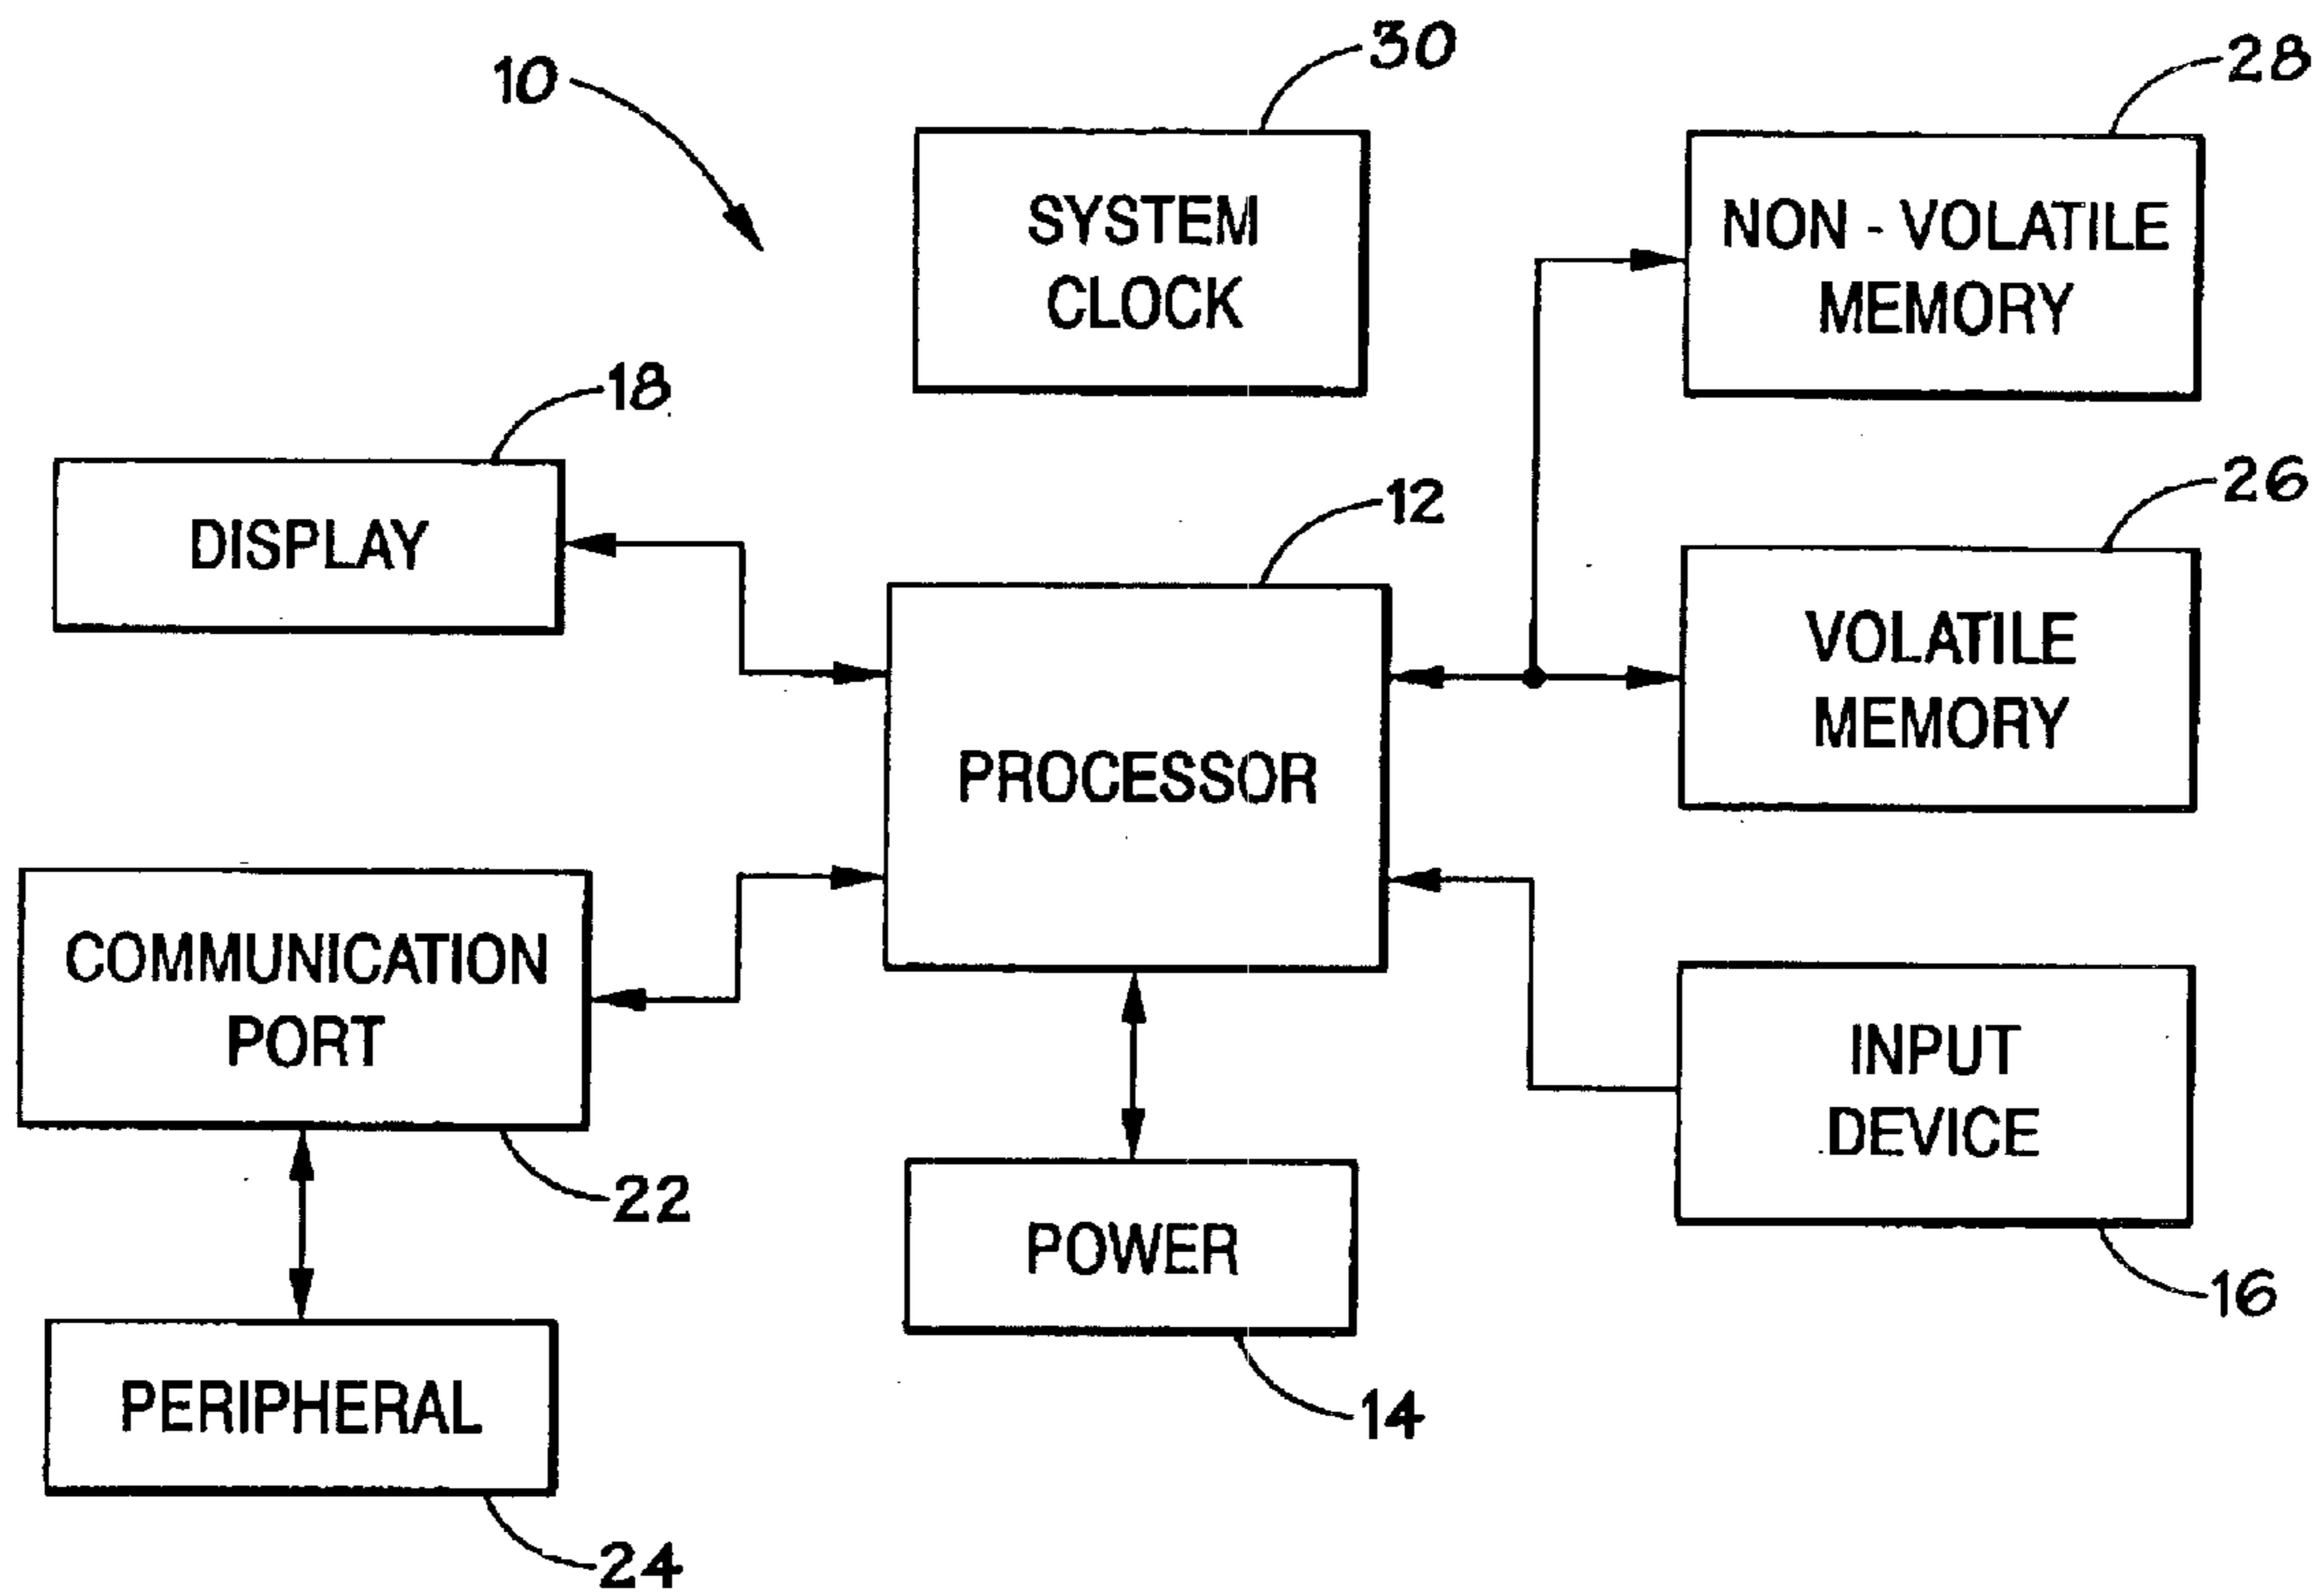 10
30
28
SYSTEM
CLOCK
NON - VOLATILE
MEMORY
18
DISPLAY
12
26
VOLATILE
MEMORY
PROCESSOR
COMMUNICATION
PORT
22
INPUT
DEVICE
16
POWER
14
PERIPHERAL
24